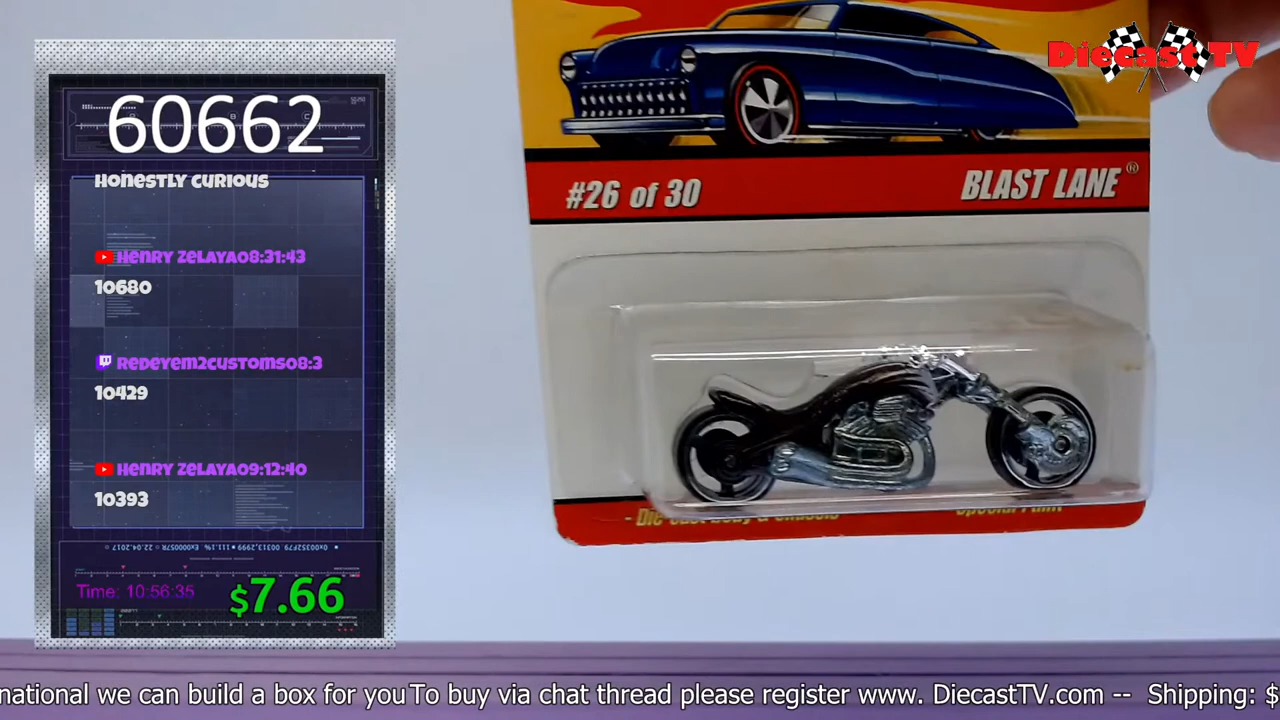 Diecast TV
60662
Honestly Curious
Henry Zelaya08:31:43
10680
RedEyeM2Customs08:3
10429
Henry Zelaya09:12:40
10393
Time: 10:56:35
$7.66
#26 of 30
BLAST LANE®
national we can build a box for you To buy via chat thread please register www. DiecastTV.com -- Shipping: $